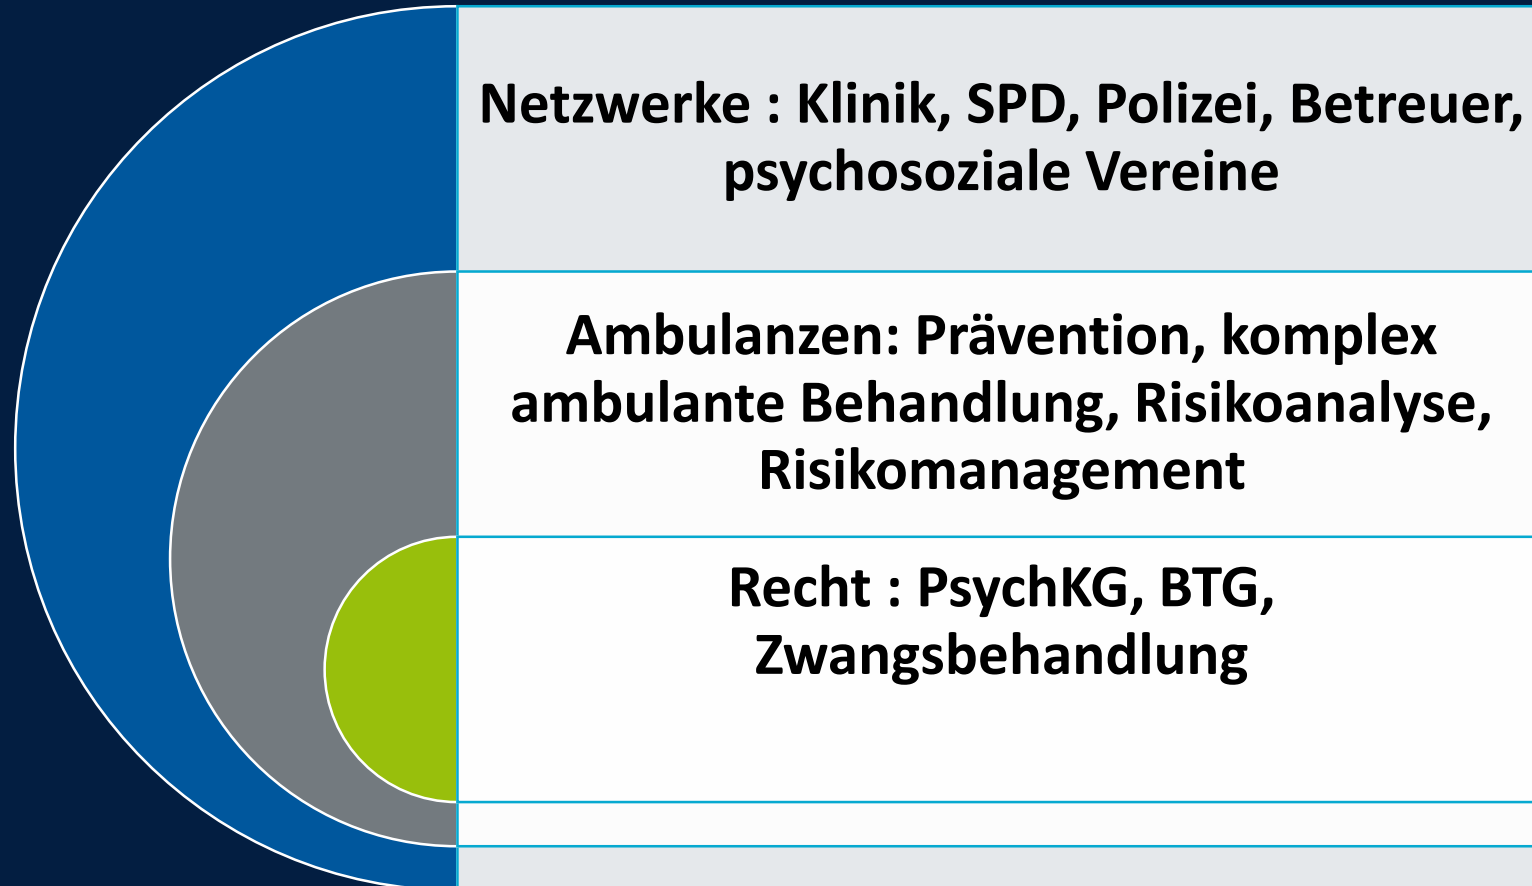 Netzwerke : Klinik, SPD, Polizei, Betreuer,
psychosoziale Vereine
Ambulanzen: Prävention, komplex
ambulante Behandlung, Risikoanalyse,
Risikomanagement
Recht : PsychKG, BTG,
Zwangsbehandlung